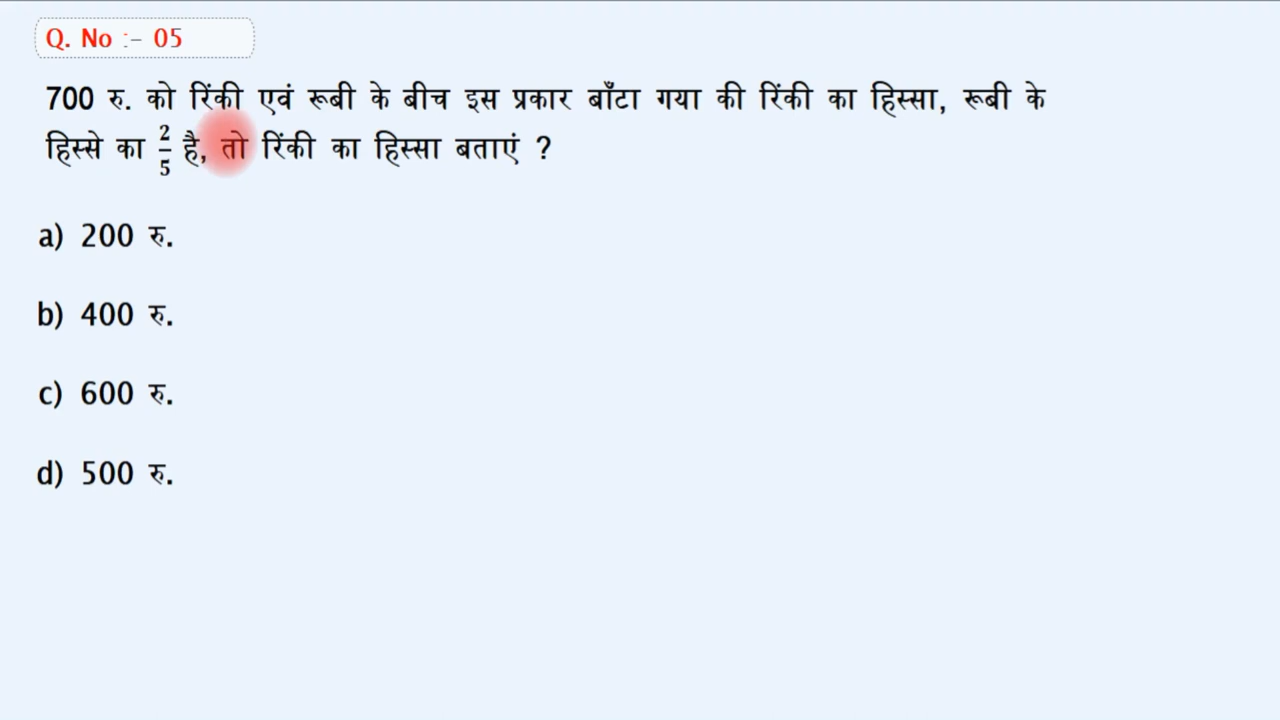 Q. No :– 05
700 रु. को रिंकी एवं रूबी के बीच इस प्रकार बाँटा गया की रिंकी का हिस्सा, रूबी के
हिस्से का 2/5 है, तो रिंकी का हिस्सा बताएं ?
a) 200 रु.
b) 400 रु.
c) 600 रु.
d) 500 रु.